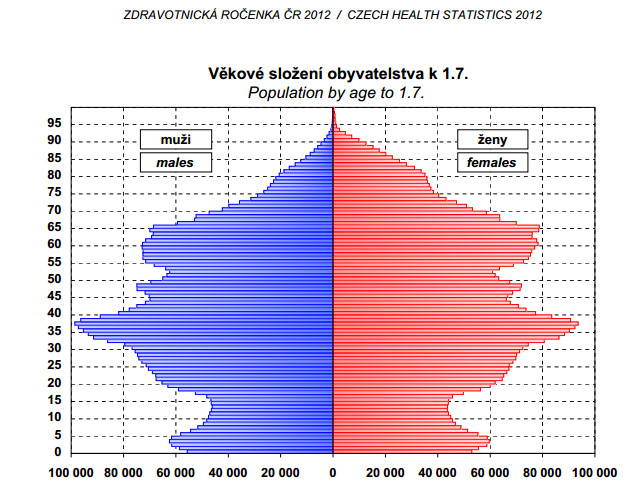 ZDRAVOTNICKÁ ROČENKA ČR 2012 / CZECH HEALTH STATISTICS 2012
Věkové složení obyvatelstva k 1.7.
Population by age to 1.7.
muži
males
ženy
females
95
90
85
80
75
70
65
60
55
50
45
40
35
30
25
20
15
10
5
0
100 000 80 000 60 000 40 000 20 000 0 20 000 40 000 60 000 80 000 100 000